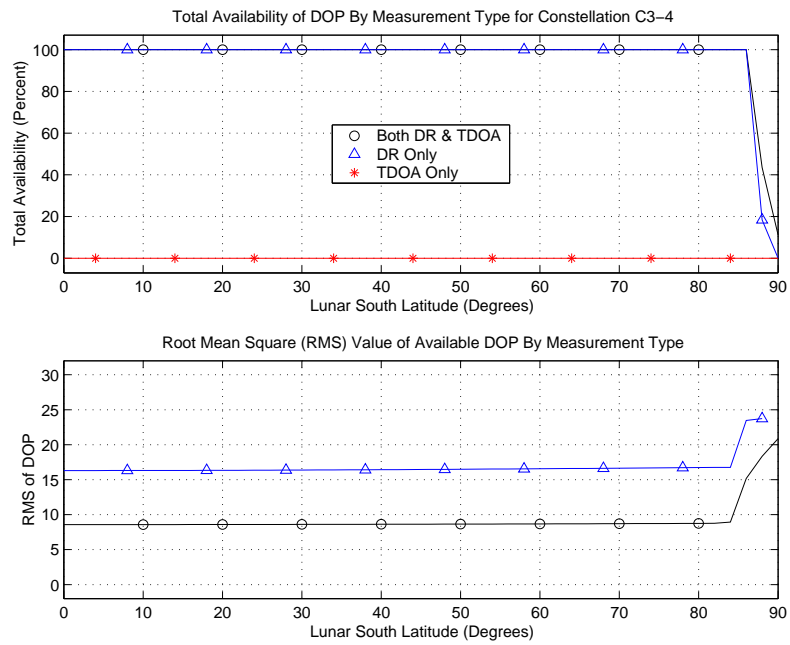 Total Availability of DOP By Measurement Type for Constellation C3−4
Total Availability (Percent)
100
80
60
40
20
0
Both DR & TDOA
DR Only
TDOA Only
0 10 20 30 40 50 60 70 80 90
Lunar South Latitude (Degrees)
Root Mean Square (RMS) Value of Available DOP By Measurement Type
RMS of DOP
30
25
20
15
10
5
0
0 10 20 30 40 50 60 70 80 90
Lunar South Latitude (Degrees)